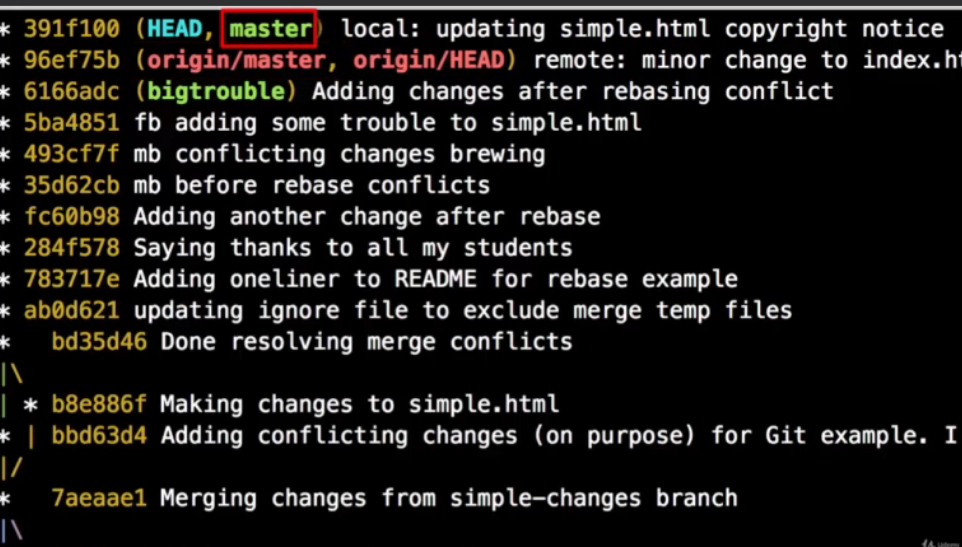 * 391f100 (HEAD, master) local: updating simple.html copyright notice
* 96ef75b (origin/master, origin/HEAD) remote: minor change to index.ht
* 6166adc (bigtrouble) Adding changes after rebasing conflict
* 5ba4851 fb adding some trouble to simple.html
* 493cf7f mb conflicting changes brewing
* 35d62cb mb before rebase conflicts
* fc60b98 Adding another change after rebase
* 284f578 Saying thanks to all my students
* 783717e Adding oneliner to README for rebase example
* ab0d621 updating ignore file to exclude merge temp files
*   bd35d46 Done resolving merge conflicts
|\
| * b8e886f Making changes to simple.html
* | bbd63d4 Adding conflicting changes (on purpose) for Git example. I
|/
*   7aeaae1 Merging changes from simple-changes branch
|\
Udemy